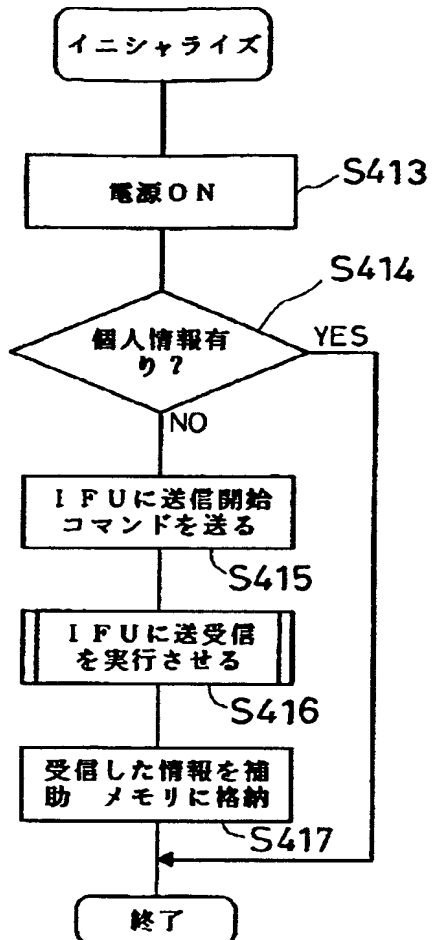 イニシャライズ
電源ON
S413
S414
個人情報有
り?
YES
NO
IFUに送信開始
コマンドを送る
S415
IFUに送受信
を実行させる
S416
受信した情報を補
助 メモリに格納
S417
終了